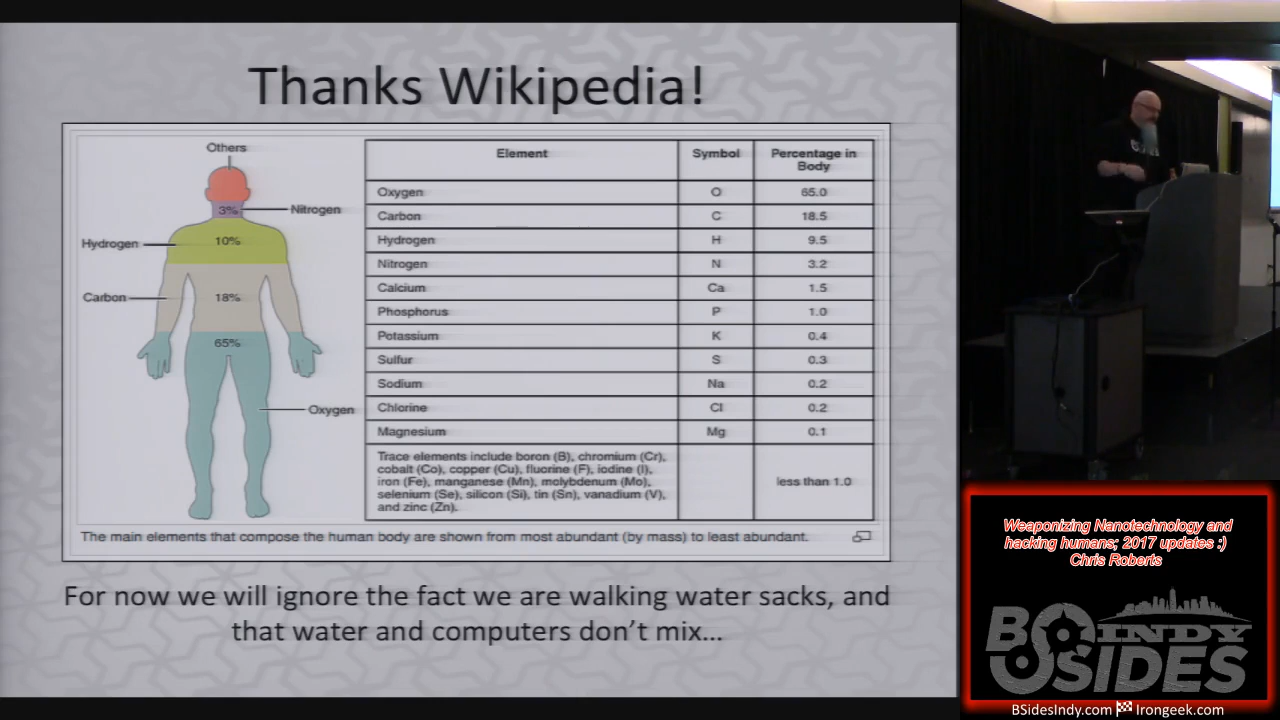 Thanks Wikipedia!
Others
3%
Nitrogen
Hydrogen
10%
Carbon
18%
65%
Oxygen
Element Symbol Percentage in
Body
Oxygen O 65.0
Carbon C 18.5
Hydrogen H 9.5
Nitrogen N 3.2
Calcium Ca 1.5
Phosphorus P 1.0
Potassium K 0.4
Sulfur S 0.3
Sodium Na 0.2
Chlorine Cl 0.2
Magnesium Mg 0.1
Trace elements include boron (B), chromium (Cr),
cobalt (Co), copper (Cu), fluorine (F), iodine (I),
iron (Fe), manganese (Mn), molybdenum (Mo),
selenium (Se), silicon (Si), tin (Sn), vanadium (V),
and zinc (Zn).
less than 1.0
The main elements that compose the human body are shown from most abundant (by mass) to least abundant.
For now we will ignore the fact we are walking water sacks, and
that water and computers don't mix...
Weaponizing Nanotechnology and
hacking humans; 2017 updates :)
Chris Roberts
BSIDES INDY
BSidesIndy.com Irongeek.com